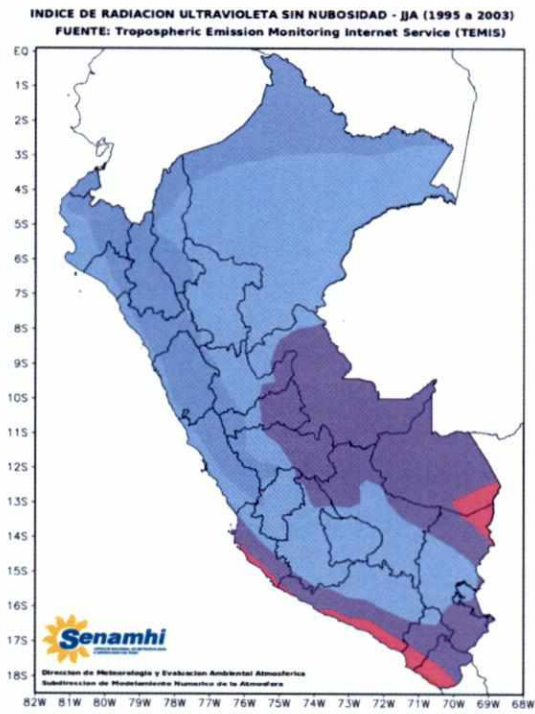 INDICE DE RADIACION ULTRAVIOLETA SIN NUBOSIDAD - JJA (1995 a 2003)
FUENTE: Tropospheric Emission Monitoring Internet Service (TEMIS)
EQ
1S
2S
3S
4S
5S
6S
7S
8S
9S
10S
11S
12S
13S
14S
15S
16S
17S
18S
Senamhi
Direccion de Meteorologia y Evaluacion Ambiental Atmosferica
Subdireccion de Modelamiento Numerico de la Atmosfera
82W 81W 80W 79W 78W 77W 76W 75W 74W 73W 72W 71W 70W 69W 68W